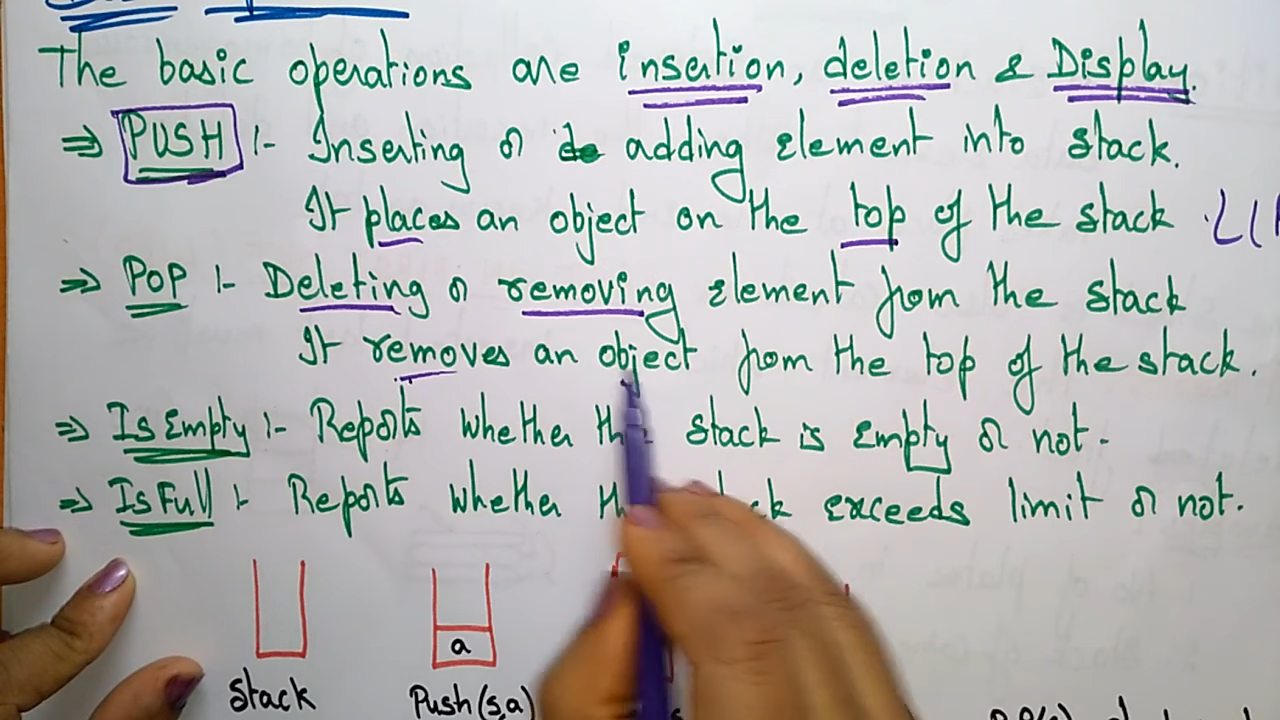 The basic operations are insertion, deletion & Display.
⇒ PUSH :- Inserting or adding element into stack.
It places an object on the top of the stack.
⇒ POP :- Deleting or removing element from the stack
It removes an object from the top of the stack.
⇒ IsEmpty :- Reports whether the stack is empty or not.
⇒ IsFull :- Reports whether exceeds limit or not.
a
stack Push(s,a)